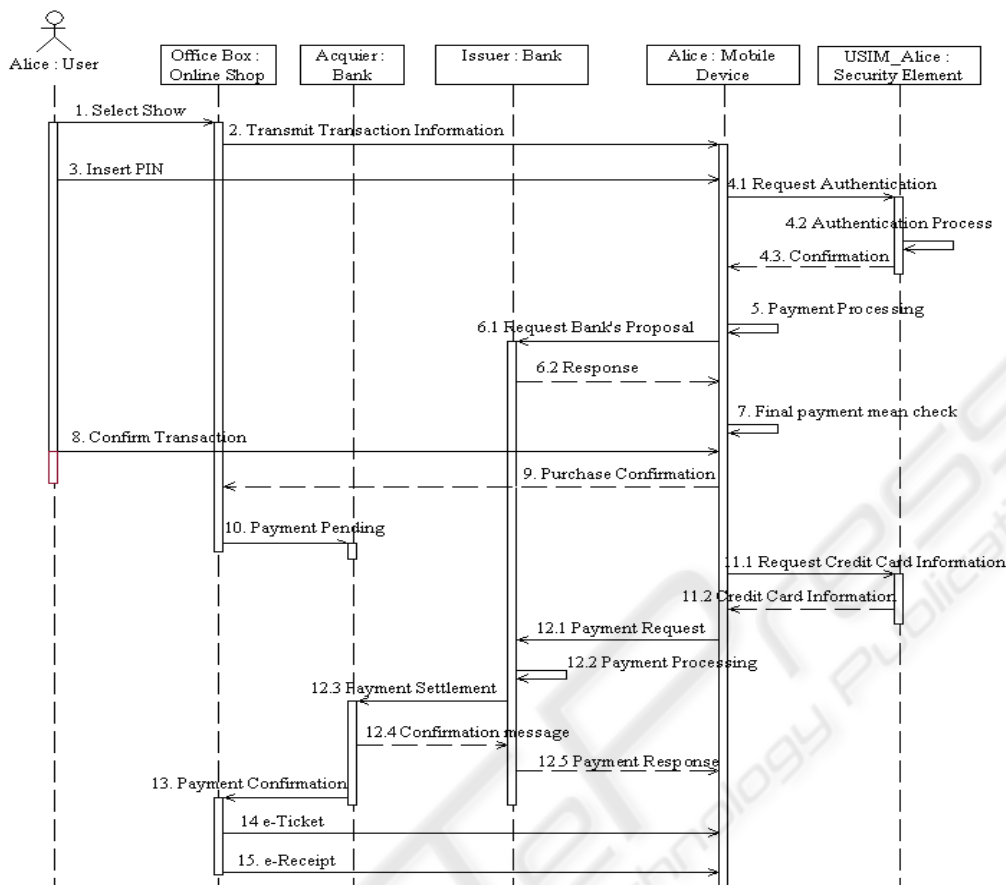 Alice : User
Office Box :
Online Shop
Acquier :
Bank
Issuer : Bank
Alice : Mobile
Device
USIM_Alice :
Security Element
1. Select Show
2. Transmit Transaction Information
3. Insert PIN
4.1 Request Authentication
4.2 Authentication Process
4.3. Confirmation
5. Payment Processing
6.1 Request Bank's Proposal
6.2 Response
7. Final payment mean check
8. Confirm Transaction
9. Purchase Confirmation
10. Payment Pending
11.1 Request Credit Card Information
11.2 Credit Card Information
12.1 Payment Request
12.2 Payment Processing
12.3 Payment Settlement
12.4 Confirmation message
12.5 Payment Response
13. Payment Confirmation
14 e-Ticket
15. e-Receipt